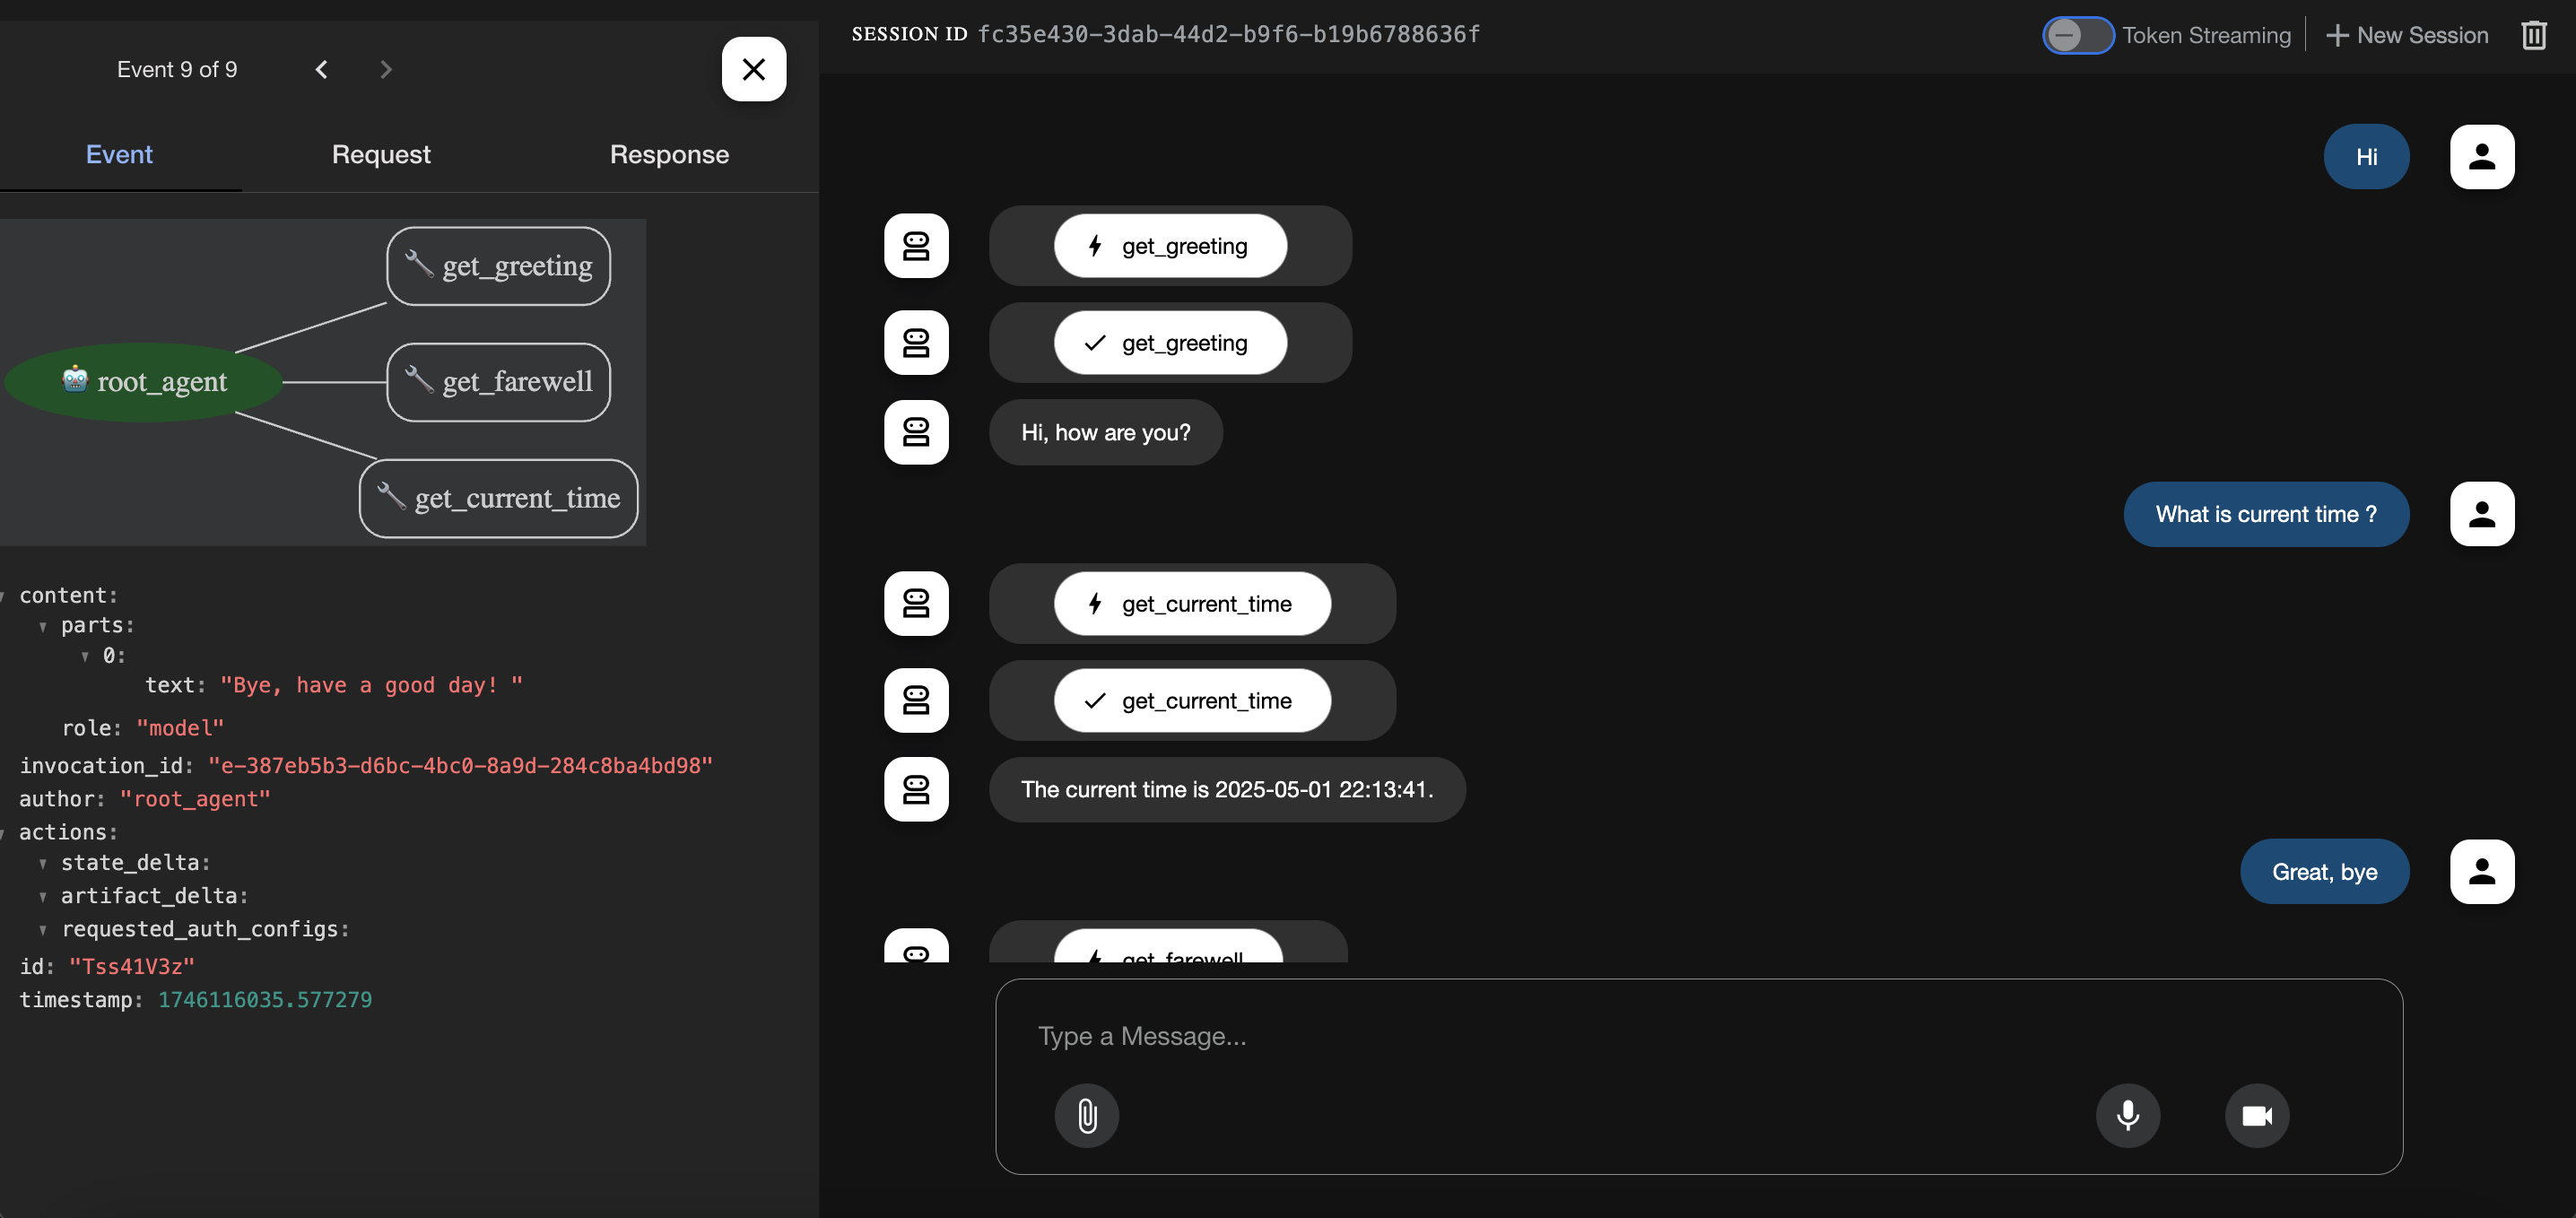 Event 9 of 9
Event Request Response
get_greeting
root_agent
get_farewell
get_current_time
content:
parts:
0:
text: "Bye, have a good day! "
role: "model"
invocation_id: "e-387eb5b3-d6bc-4bc0-8a9d-284c8ba4bd98"
author: "root_agent"
actions:
state_delta:
artifact_delta:
requested_auth_configs:
id: "Tss41V3z"
timestamp: 1746116035.577279
SESSION ID fc35e430-3dab-44d2-b9f6-b19b6788636f
Token Streaming
New Session
Hi
get_greeting
get_greeting
Hi, how are you?
What is current time ?
get_current_time
get_current_time
The current time is 2025-05-01 22:13:41.
Great, bye
get_farewell
Type a Message...